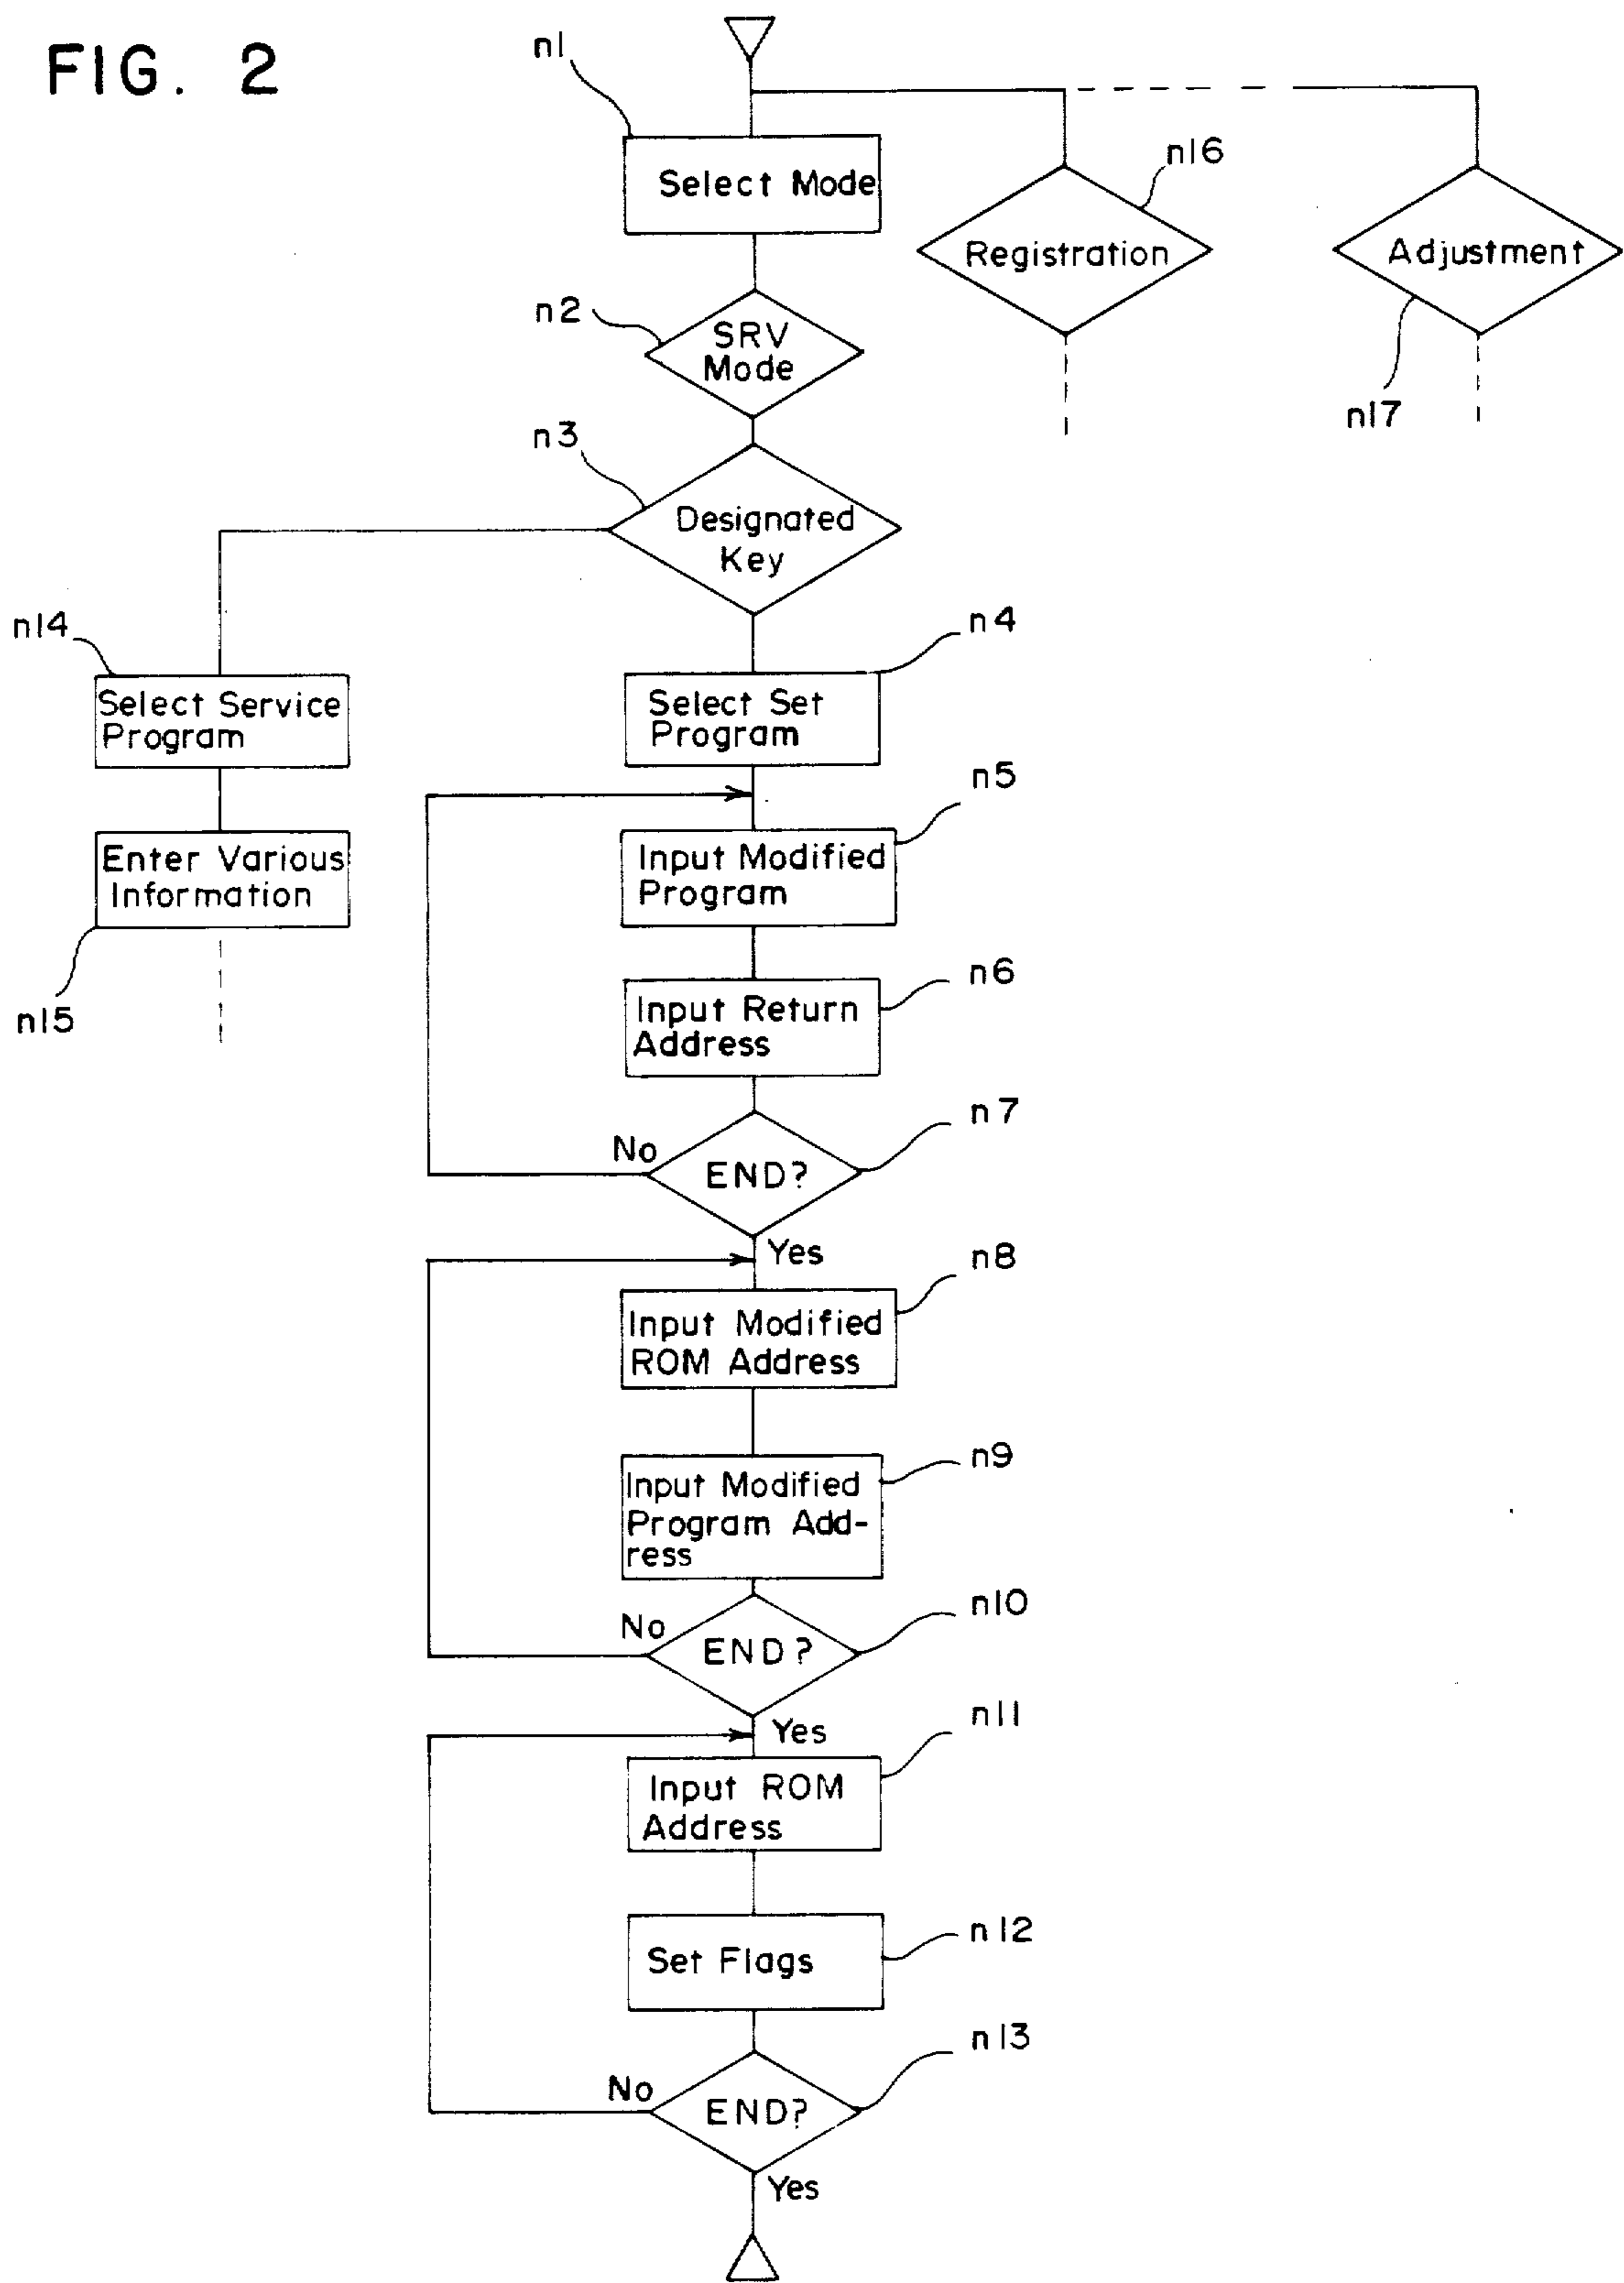 FIG. 2
n1
Select Mode
n16
Registration
Adjustment
n17
n2
SRV
Mode
n3
Designated
Key
n14
Select Service
Program
n4
Select Set
Program
n5
Input Modified
Program
Enter Various
Information
n15
n6
Input Return
Address
n7
No
END?
Yes
n8
Input Modified
ROM Address
n9
Input Modified
Program Add-
ress
n10
No
END?
Yes
n11
Input ROM
Address
n12
Set Flags
n13
No
END?
Yes